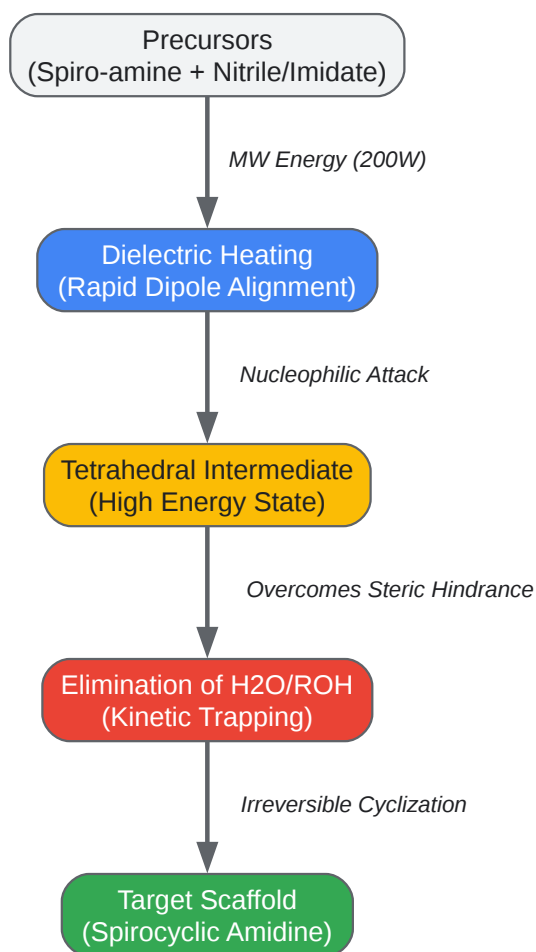 Precursors
(Spiro-amine + Nitrile/Imidate)
MW Energy (200W)
Dielectric Heating
(Rapid Dipole Alignment)
Nucleophilic Attack
Tetrahedral Intermediate
(High Energy State)
Overcomes Steric Hindrance
Elimination of H2O/ROH
(Kinetic Trapping)
Irreversible Cyclization
Target Scaffold
(Spirocyclic Amidine)